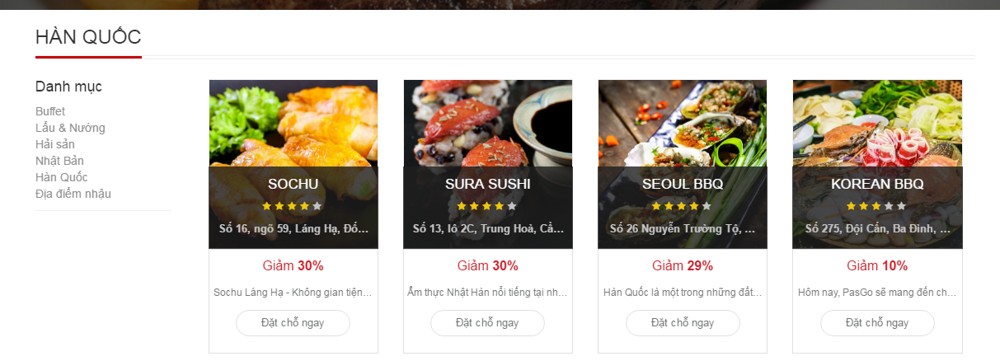 HÀN QUỐC
Danh mục
Buffet
Lẩu & Nướng
Hải sản
Nhật Bản
Hàn Quốc
Địa điểm nhậu
SOCHU
Số 16, ngõ 59, Láng Hạ, Đố...
Giảm 30%
Sochu Láng Hạ - Không gian tiện...
Đặt chỗ ngay
SURA SUSHI
Số 13, lô 2C, Trung Hoà, Cầ...
Giảm 30%
Ẩm thực Nhật Hàn nổi tiếng tại nh...
Đặt chỗ ngay
SEOUL BBQ
Số 26 Nguyễn Trường Tộ, ...
Giảm 29%
Hàn Quốc là một trong những đất...
Đặt chỗ ngay
KOREAN BBQ
Số 275, Đội Cấn, Ba Đình, ...
Giảm 10%
Hôm nay, PasGo sẽ mang đến ch...
Đặt chỗ ngay